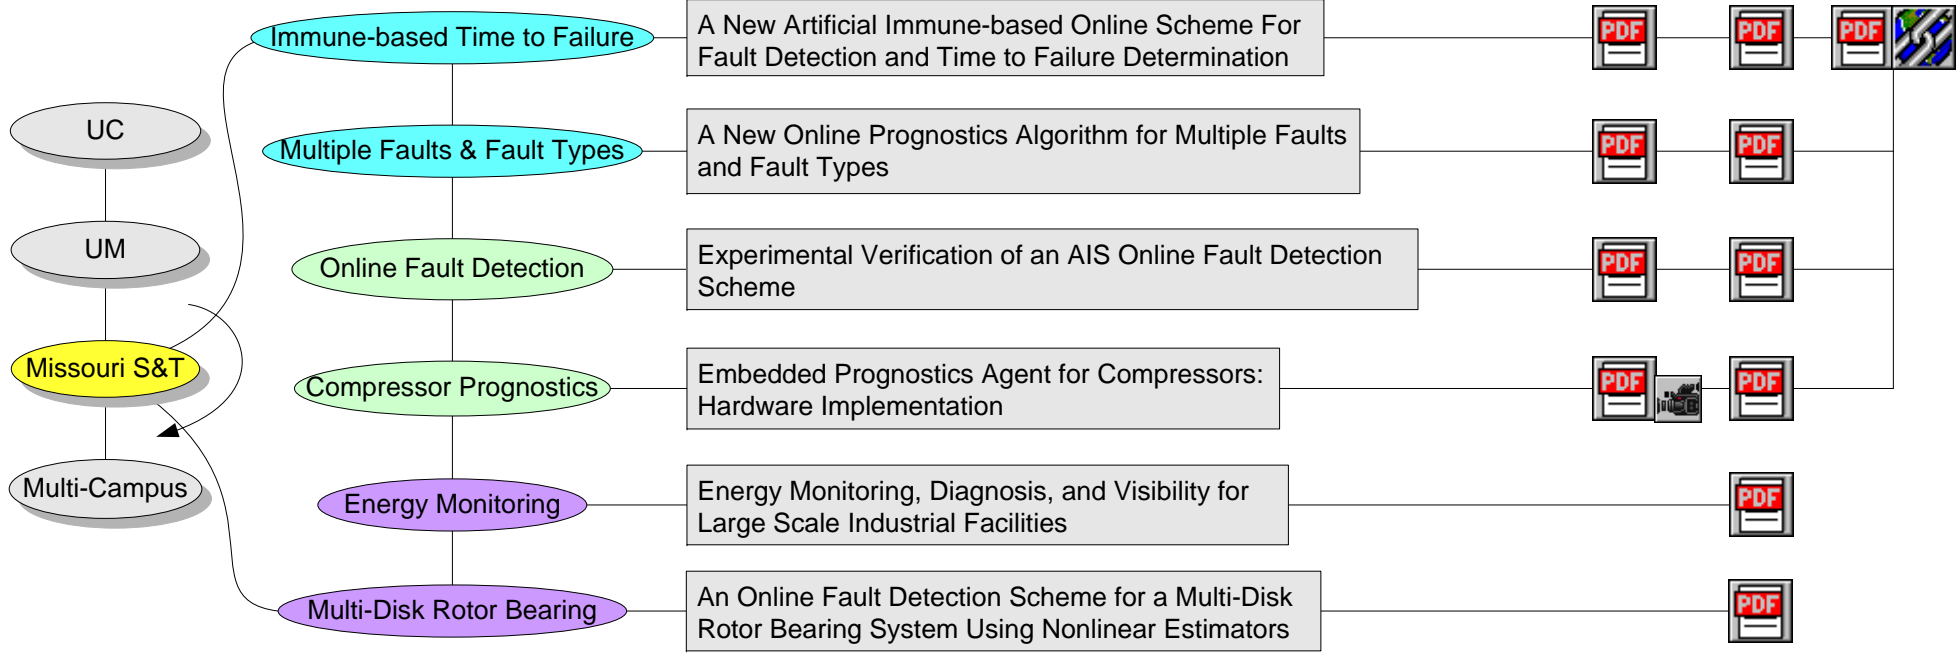 UC
UM
Missouri S&T
Multi-Campus
Immune-based Time to Failure
A New Artificial Immune-based Online Scheme For
Fault Detection and Time to Failure Determination
PDF
PDF
PDF
Multiple Faults & Fault Types
A New Online Prognostics Algorithm for Multiple Faults
and Fault Types
PDF
PDF
Online Fault Detection
Experimental Verification of an AIS Online Fault Detection
Scheme
PDF
PDF
Compressor Prognostics
Embedded Prognostics Agent for Compressors:
Hardware Implementation
PDF
PDF
Energy Monitoring
Energy Monitoring, Diagnosis, and Visibility for
Large Scale Industrial Facilities
PDF
Multi-Disk Rotor Bearing
An Online Fault Detection Scheme for a Multi-Disk
Rotor Bearing System Using Nonlinear Estimators
PDF